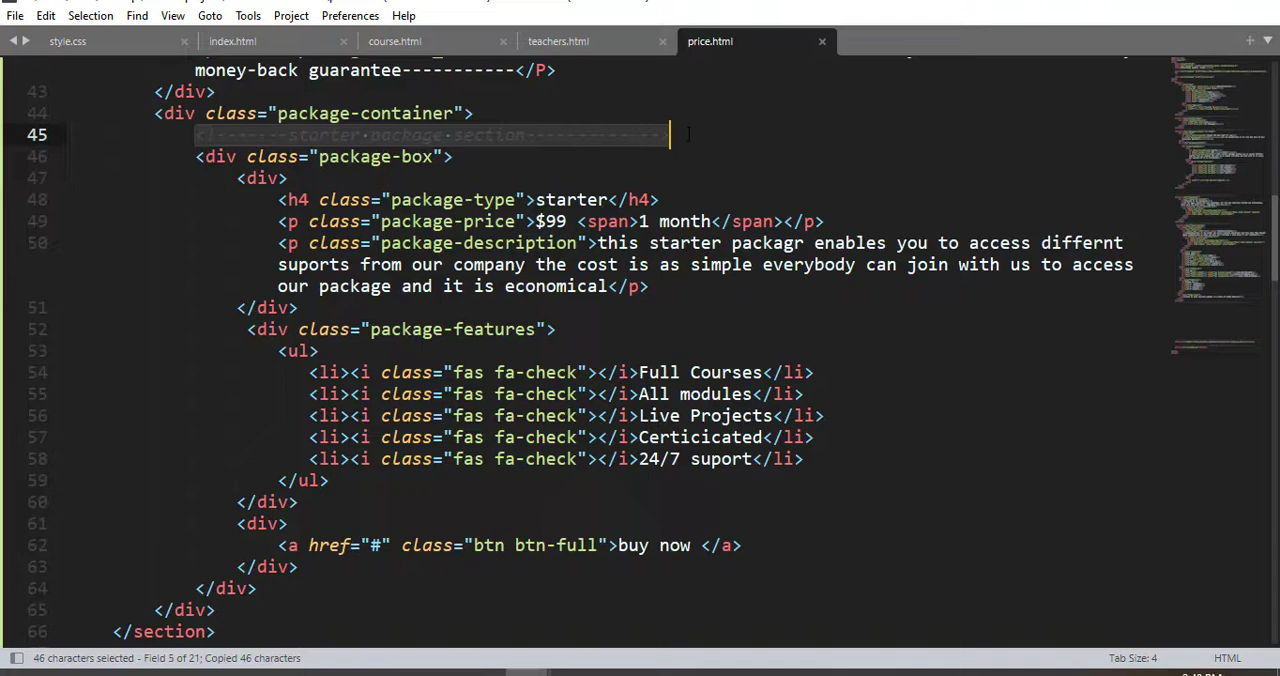 File Edit Selection Find View Goto Tools Project Preferences Help
style.css × index.html × course.html × teachers.html × price.html ×
money-back guarantee-----------</P>
43 </div>
44 <div class="package-container">
45 starter package section
46 <div class="package-box">
47 <div>
48 <h4 class="package-type">starter</h4>
49 <p class="package-price">$99 <span>1 month</span></p>
50 <p class="package-description">this starter packagr enables you to access differnt
suports from our company the cost is as simple everybody can join with us to access
our package and it is economical</p>
51 </div>
52 <div class="package-features">
53 <ul>
54 <li><i class="fas fa-check"></i>Full Courses</li>
55 <li><i class="fas fa-check"></i>All modules</li>
56 <li><i class="fas fa-check"></i>Live Projects</li>
57 <li><i class="fas fa-check"></i>Certicicated</li>
58 <li><i class="fas fa-check"></i>24/7 suport</li>
59 </ul>
60 </div>
61 <div>
62 <a href="#" class="btn btn-full">buy now </a>
63 </div>
64 </div>
65 </div>
66 </section>
46 characters selected - Field 5 of 21; Copied 46 characters Tab Size: 4 HTML